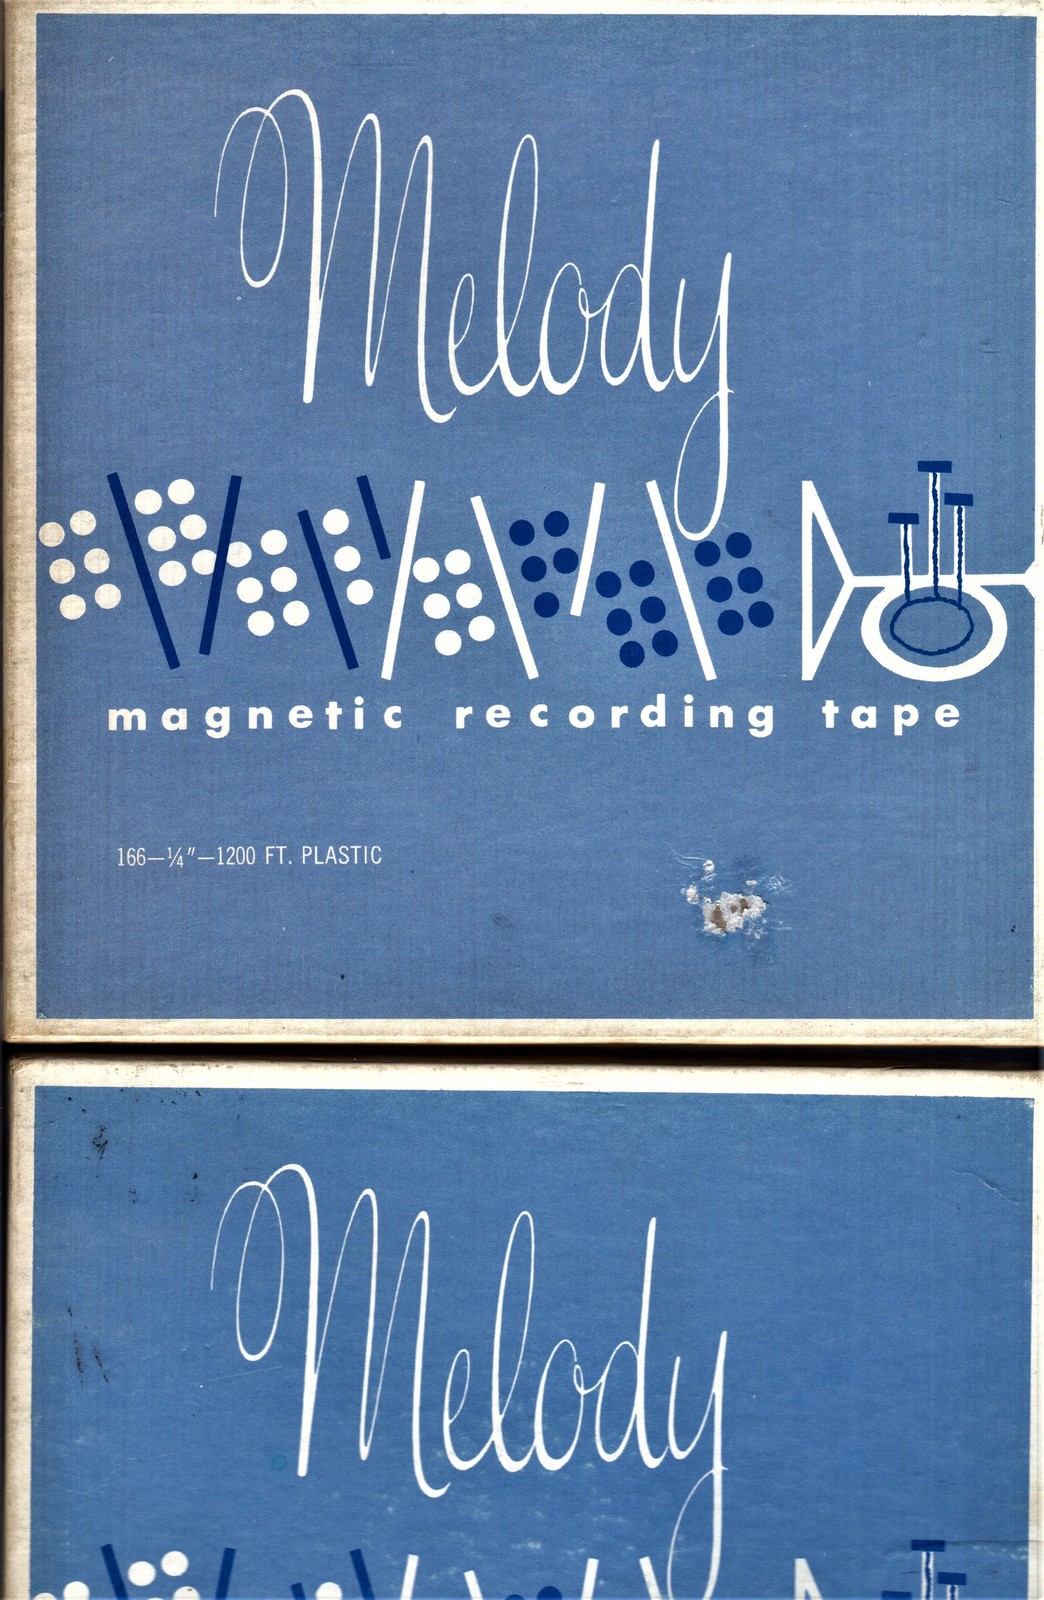 Melody
magnetic recording tape
166—¼"—1200 FT. PLASTIC
Melody